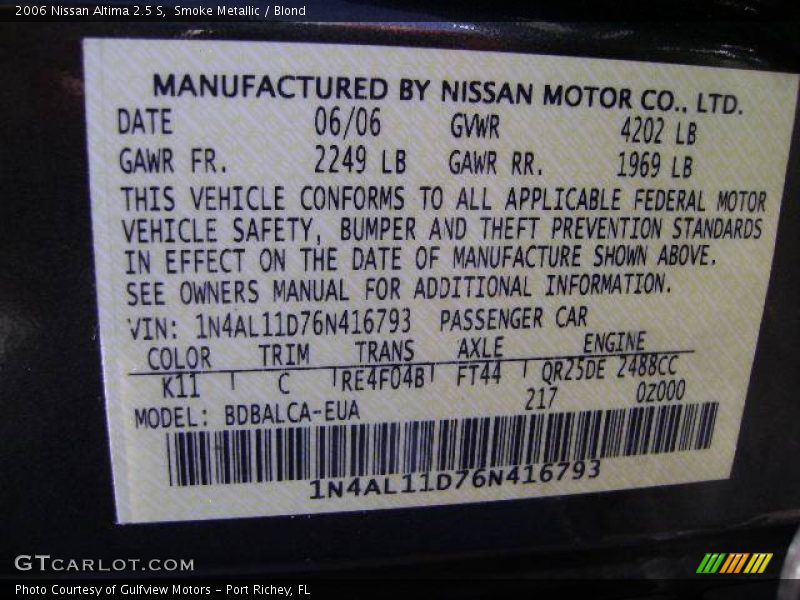 2006 Nissan Altima 2.5 S, Smoke Metallic / Blond
MANUFACTURED BY NISSAN MOTOR CO., LTD.
DATE 06/06 GVWR 4202 LB
GAWR FR. 2249 LB GAWR RR. 1969 LB
THIS VEHICLE CONFORMS TO ALL APPLICABLE FEDERAL MOTOR
VEHICLE SAFETY, BUMPER AND THEFT PREVENTION STANDARDS
IN EFFECT ON THE DATE OF MANUFACTURE SHOWN ABOVE.
SEE OWNERS MANUAL FOR ADDITIONAL INFORMATION.
VIN: 1N4AL11D76N416793 PASSENGER CAR
COLOR TRIM TRANS AXLE ENGINE
K11 C RE4F04B FT44 QR25DE 2488CC
217 0Z000
MODEL: BDBALCA-EUA
1N4AL11D76N416793
GTCARLOT.COM
Photo Courtesy of Gulfview Motors - Port Richey, FL